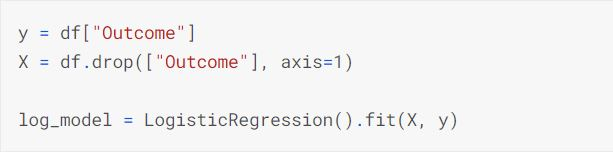 y = df["Outcome"]
X = df.drop(["Outcome"], axis=1)
log_model = LogisticRegression().fit(X, y)